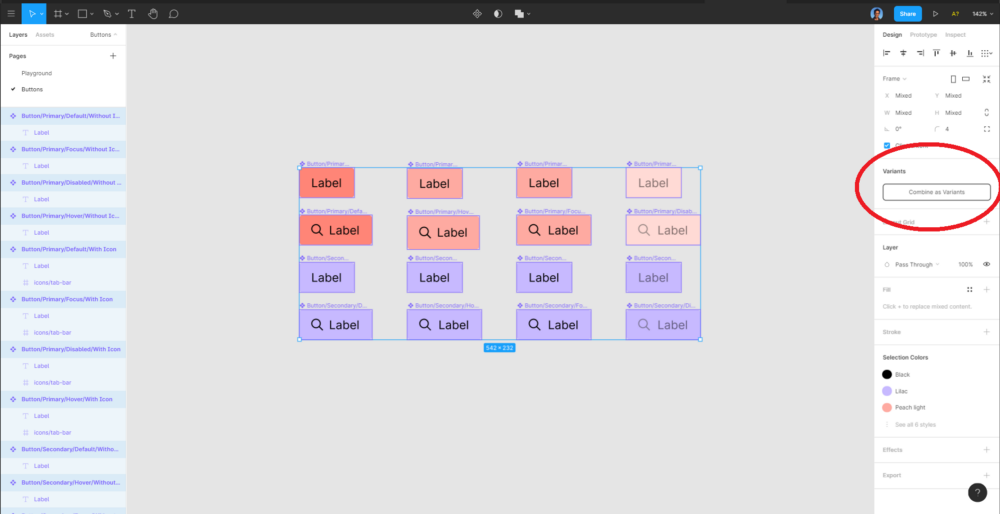 Share
A?
142%
Layers
Assets
Buttons
Pages
Playground
Buttons
Button/Primary/Default/Without I...
Label
Button/Primary/Focus/Without Ic...
Label
Button/Primary/Disabled/Without ...
Label
Button/Primary/Hover/Without Ic...
Label
Button/Primary/Default/With Icon
Label
icons/tab-bar
Button/Primary/Focus/With Icon
Label
icons/tab-bar
Button/Primary/Disabled/With Icon
Label
icons/tab-bar
Button/Primary/Hover/With Icon
Label
icons/tab-bar
Button/Secondary/Default/Witho...
Label
Button/Secondary/Hover/Without...
Label
Button/Primar...
Button/Primar...
Button/Primar...
Button/Primar...
Label
Label
Label
Label
Button/Primary/Defa...
Button/Primary/Hov...
Button/Primary/Focu...
Button/Primary/Disab...
Label
Label
Label
Label
Button/Secon...
Button/Secon...
Button/Secon...
Button/Secon...
Label
Label
Label
Label
Button/Secondary/D...
Button/Secondary/Ho...
Button/Secondary/Fo...
Button/Secondary/Di...
Label
Label
Label
Label
542 × 232
Design
Prototype
Inspect
Frame
X Mixed
Y Mixed
W Mixed
H Mixed
0°
4
Variants
Combine as Variants
Grid
Layer
Pass Through
100%
Fill
Click + to replace mixed content.
Stroke
Selection Colors
Black
Lilac
Peach light
See all 6 styles
Effects
Export
?